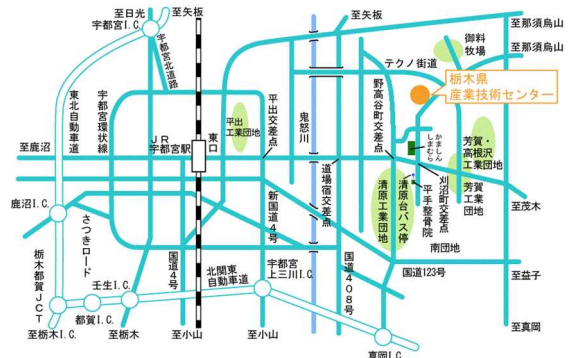 至日光
至矢板
宇都宮I.C.
宇都宮北道路
至矢板
至那須烏山
御料
牧場
至那須烏山
テクノ街道
栃木県
産業技術センター
東北自動車道
宇都宮環状線
JR
宇都宮駅
東口
平出
工業団地
平出交差点
鬼怒川
野高谷町交差点
かましん
しまむら
芳賀・
高根沢
工業団地
至鹿沼
道場宿交差点
清原工業団地
清原台バス停
平手整骨院
刈沼町交差点
芳賀
工業
団地
至茂木
鹿沼I.C.
さつきロード
新国道4号
南団地
国道123号
至益子
栃木都賀JCT
壬生I.C.
都賀I.C.
国道4号
北関東
自動車道
宇都宮
上三川I.C.
国道408号
至栃木I.C.
至栃木
至小山
至小山
真岡I.C.
至真岡